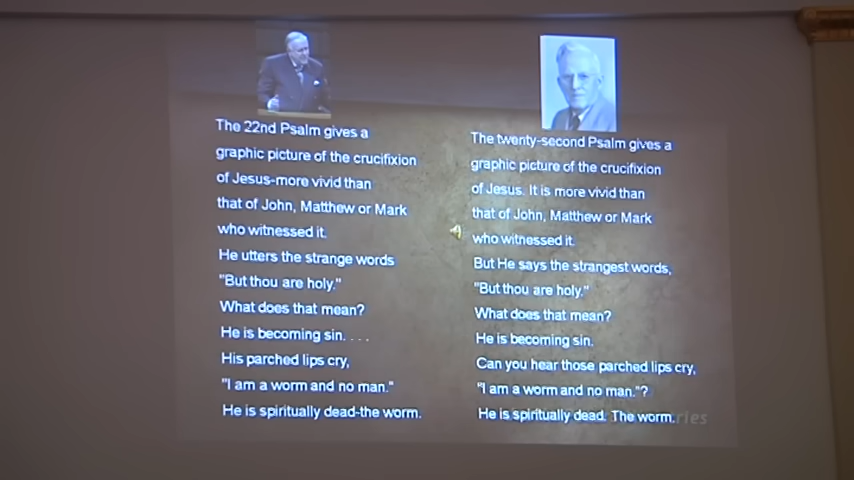 The 22nd Psalm gives a
graphic picture of the crucifixion
of Jesus-more vivid than
that of John, Matthew or Mark
who witnessed it.
He utters the strange words
"But thou are holy."
What does that mean?
He is becoming sin. . . .
His parched lips cry,
"I am a worm and no man."
He is spiritually dead-the worm.
The twenty-second Psalm gives a
graphic picture of the crucifixion
of Jesus. It is more vivid than
that of John, Matthew or Mark
who witnessed it.
But He says the strangest words,
"But thou are holy."
What does that mean?
He is becoming sin.
Can you hear those parched lips cry,
"I am a worm and no man."?
He is spiritually dead. The worm.